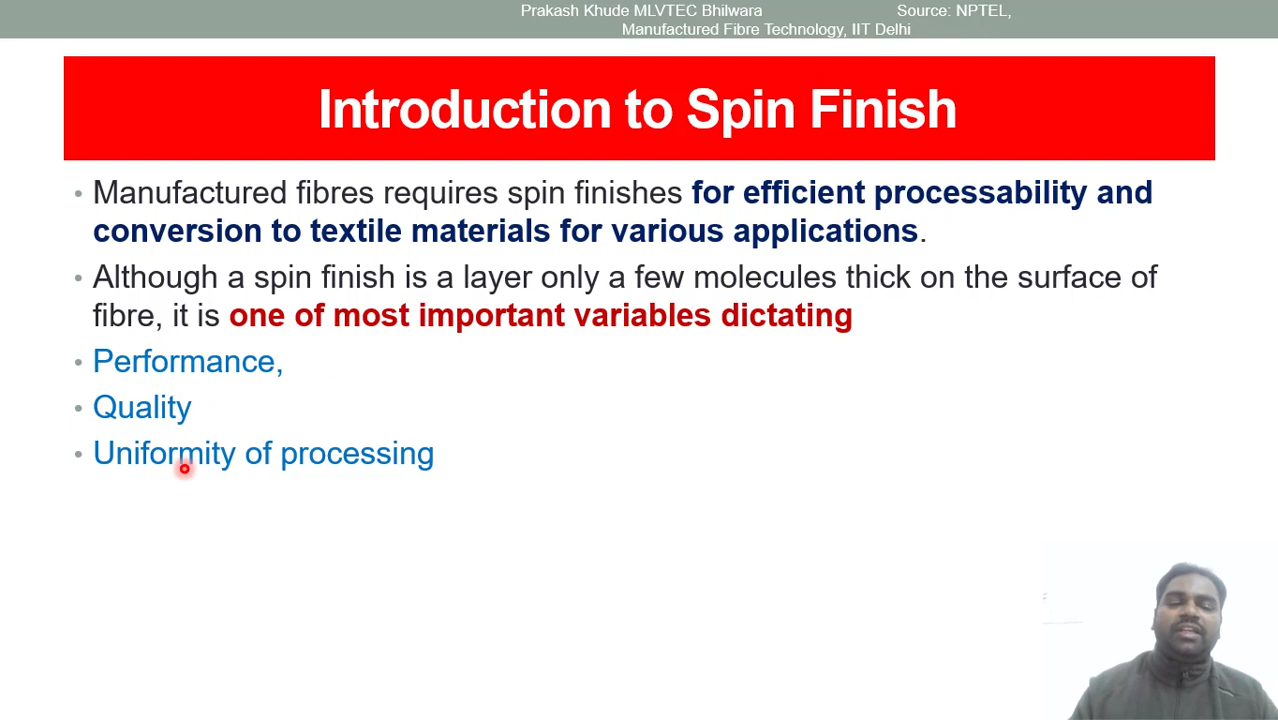 Prakash Khude MLVTEC Bhilwara Source: NPTEL,
Manufactured Fibre Technology, IIT Delhi
Introduction to Spin Finish
• Manufactured fibres requires spin finishes for efficient processability and
conversion to textile materials for various applications.
• Although a spin finish is a layer only a few molecules thick on the surface of
fibre, it is one of most important variables dictating
• Performance,
• Quality
• Uniformity of processing